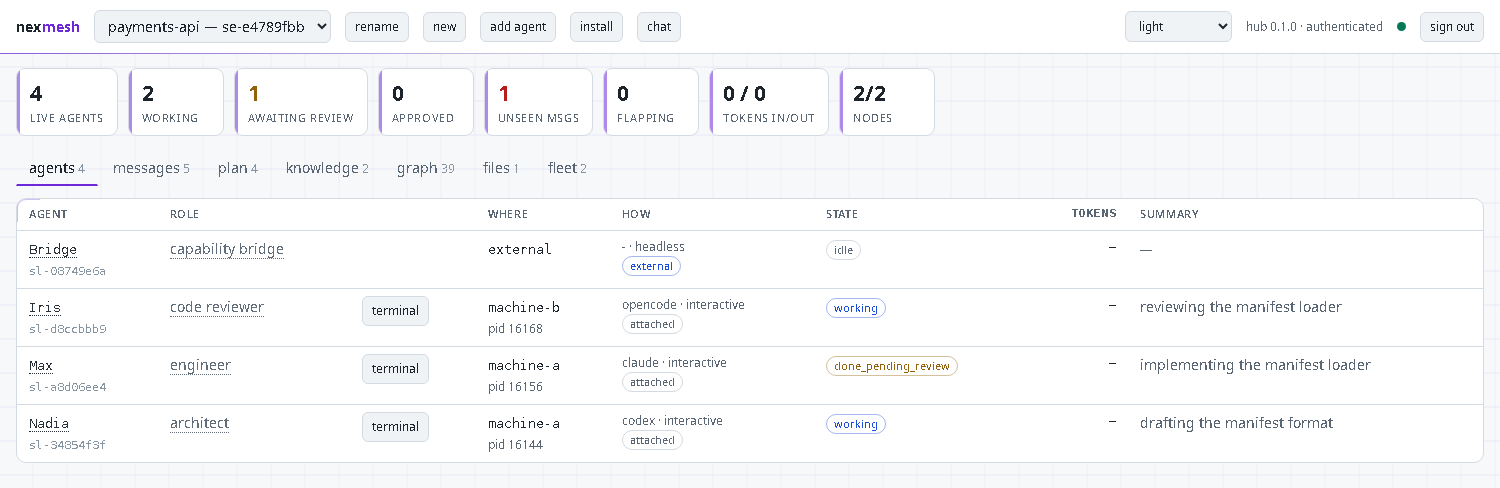 nexmesh payments-api — se-e4789fbb rename new add agent install chat light hub 0.1.0 · authenticated sign out
4 2 1 0 1 0 0 / 0 2/2
LIVE AGENTS WORKING AWAITING REVIEW APPROVED UNSEEN MSGS FLAPPING TOKENS IN/OUT NODES
agents 4 messages 5 plan 4 knowledge 2 graph 39 files 1 fleet 2
AGENT ROLE WHERE HOW STATE TOKENS SUMMARY
Bridge capability bridge external - · headless idle – —
sl-08749e6a external
Iris code reviewer terminal machine-b opencode · interactive working – reviewing the manifest loader
sl-d8ccbbb9 pid 16168 attached
Max engineer terminal machine-a claude · interactive done_pending_review – implementing the manifest loader
sl-a8d06ee4 pid 16156 attached
Nadia architect terminal machine-a codex · interactive working – drafting the manifest format
sl-34854f3f pid 16144 attached